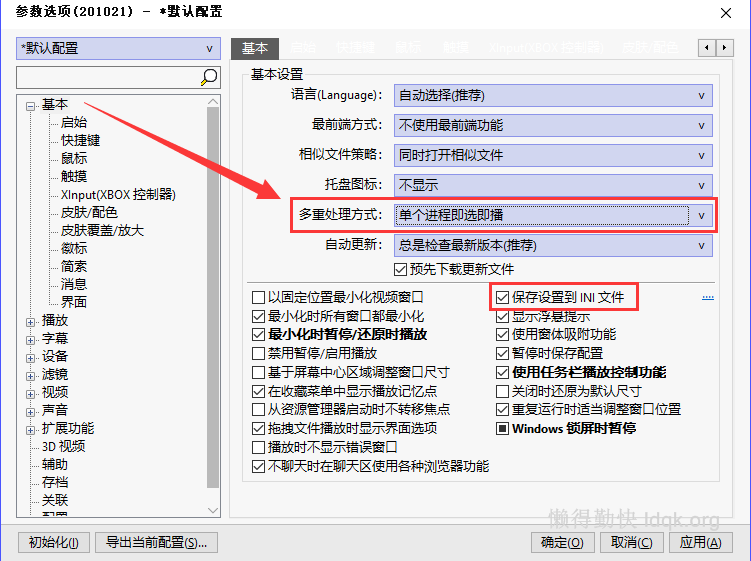 参数选项(201021) - *默认配置
*默认配置
基本
启始
快捷键
鼠标
触摸
XInput(XBOX 控制器)
皮肤/配色
基本
启始
快捷键
鼠标
触摸
XInput(XBOX 控制器)
皮肤/配色
皮肤覆盖/放大
徽标
简索
消息
界面
播放
字幕
设备
滤镜
视频
声音
扩展功能
3D 视频
辅助
存档
关联
配置
基本设置
语言(Language): 自动选择(推荐)
最前端方式: 不使用最前端功能
相似文件策略: 同时打开相似文件
托盘图标: 不显示
多重处理方式: 单个进程即选即播
自动更新: 总是检查最新版本(推荐)
预先下载更新文件
以固定位置最小化视频窗口
最小化时所有窗口都最小化
最小化时暂停/还原时播放
禁用暂停/启用播放
基于屏幕中心区域调整窗口尺寸
在收藏菜单中显示播放记忆点
从资源管理器启动时不转移焦点
拖拽文件播放时显示界面选项
播放时不显示错误窗口
不聊天时在聊天区使用各种浏览器功能
保存设置到 INI 文件
....
显示浮悬提示
使用窗体吸附功能
暂停时保存配置
使用任务栏播放控制功能
关闭时还原为默认尺寸
重复运行时适当调整窗口位置
Windows 锁屏时暂停
懒得勤快 ldqk.org
初始化(I)
导出当前配置(S)...
确定(O)
取消(C)
应用(A)